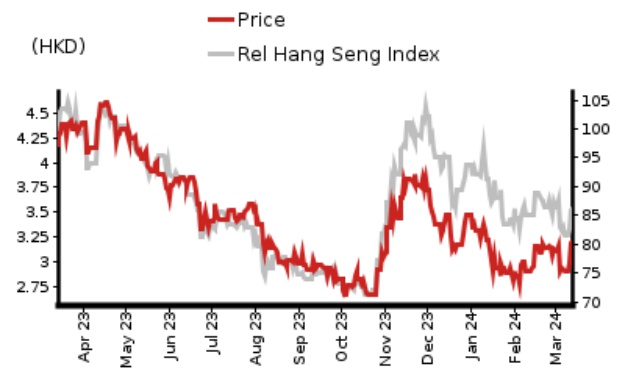 Price
(HKD)
Rel Hang Seng Index
4.5
4.25
4
3.75
3.5
3.25
3
2.75
105
100
95
90
85
80
75
70
Apr 23
May 23
Jun 23
Jul 23
Aug 23
Sep 23
Oct 23
Nov 23
Dec 23
Jan 24
Feb 24
Mar 24